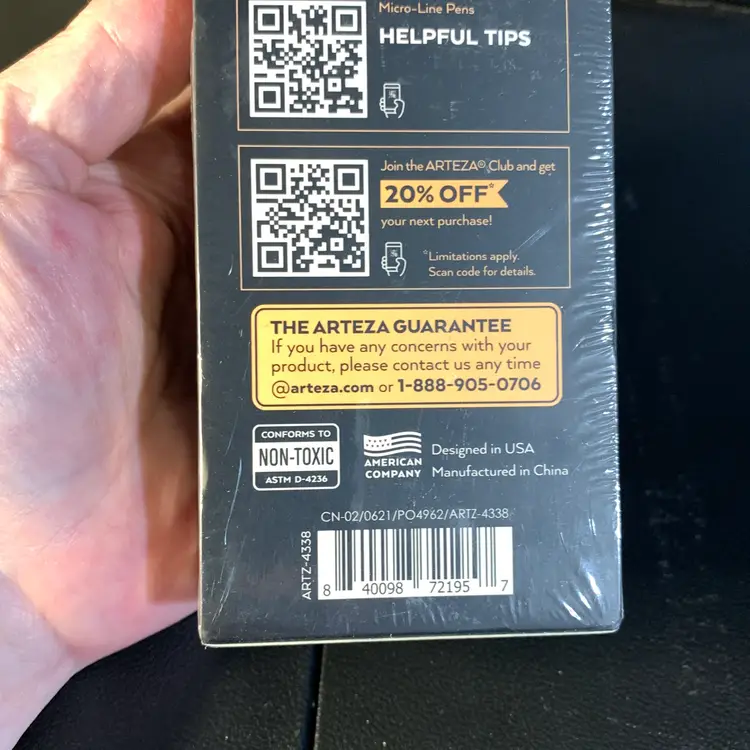 Micro-Line Pens
HELPFUL TIPS
Join the ARTEZA® Club and get
20% OFF*
your next purchase!
*Limitations apply.
Scan code for details.
THE ARTEZA GUARANTEE
If you have any concerns with your
product, please contact us any time
@arteza.com or 1-888-905-0706
CONFORMS TO
NON-TOXIC
ASTM D-4236
AMERICAN
COMPANY
Designed in USA
Manufactured in China
CN-02/0621/PO4962/ARTZ-4338
ARTZ-4338
8 40098 72195 7